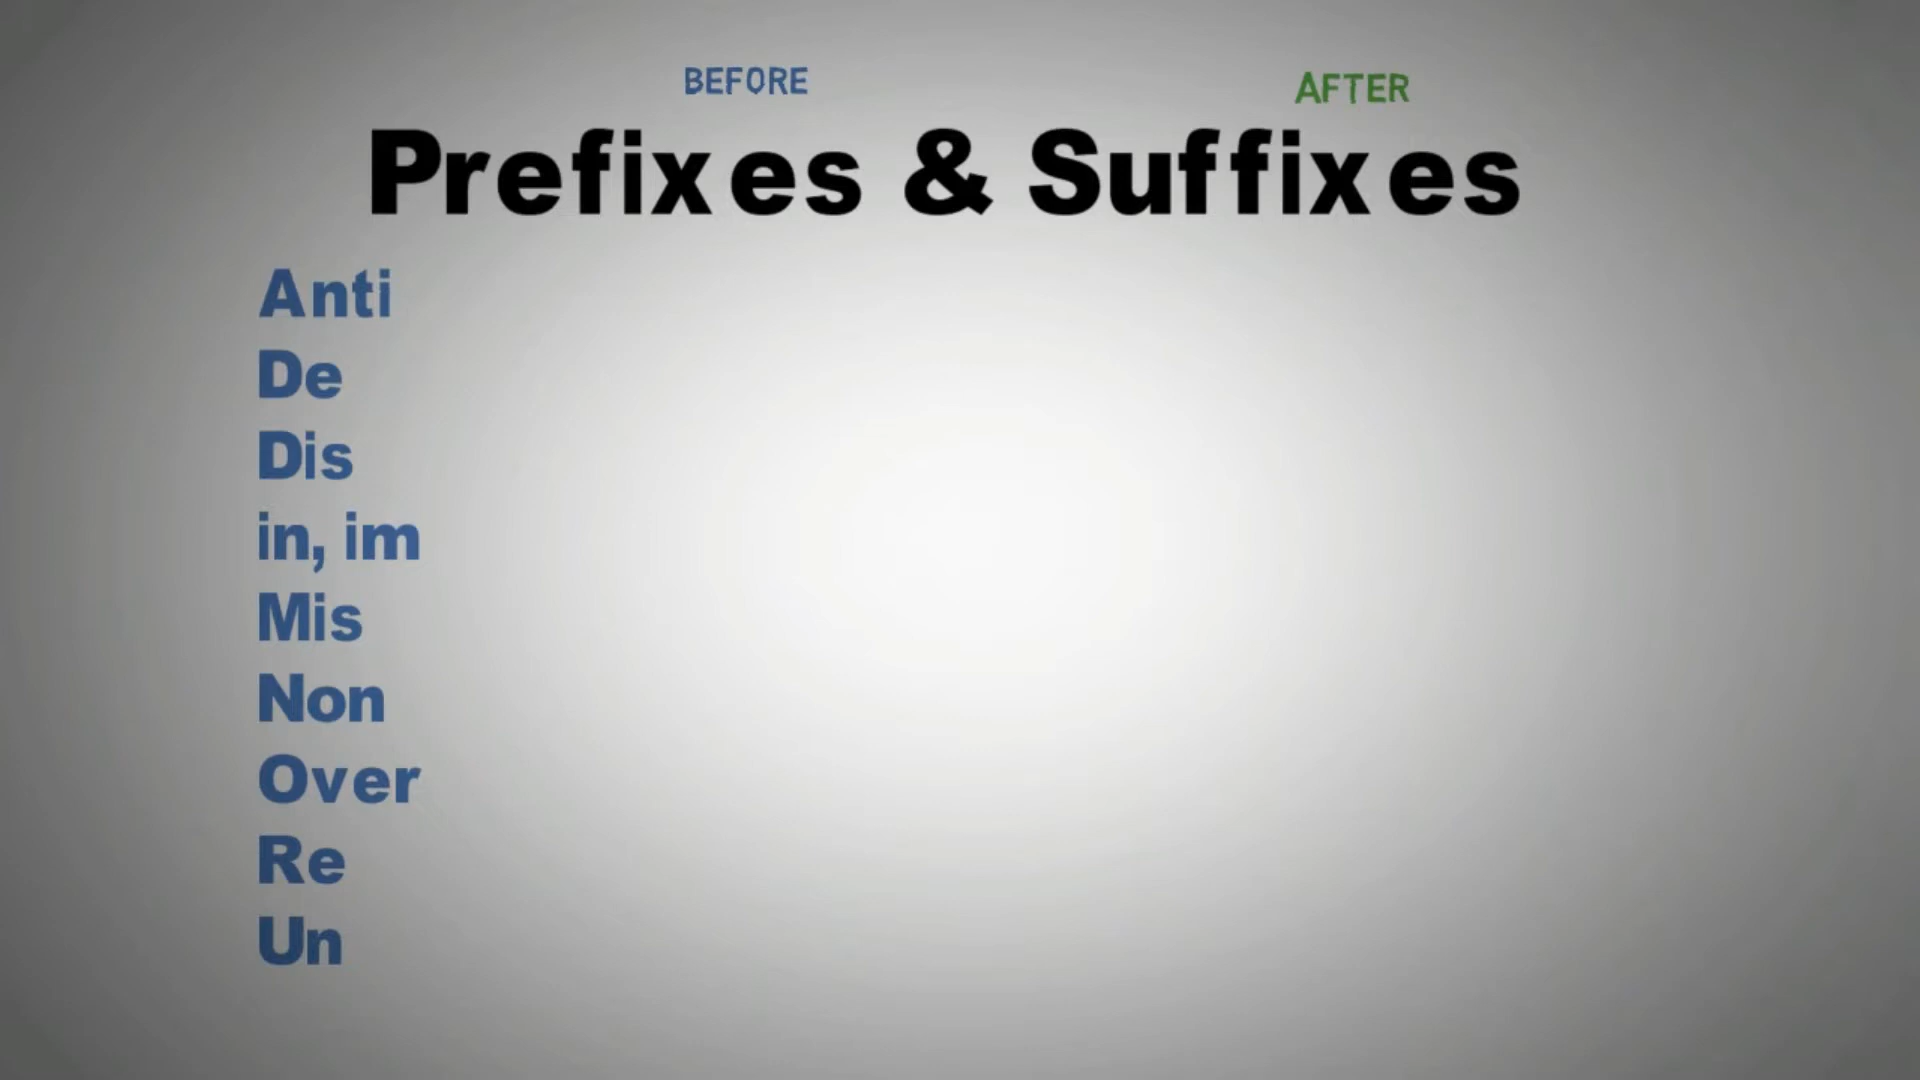 BEFORE AFTER
Prefixes & Suffixes
Anti
De
Dis
in, im
Mis
Non
Over
Re
Un